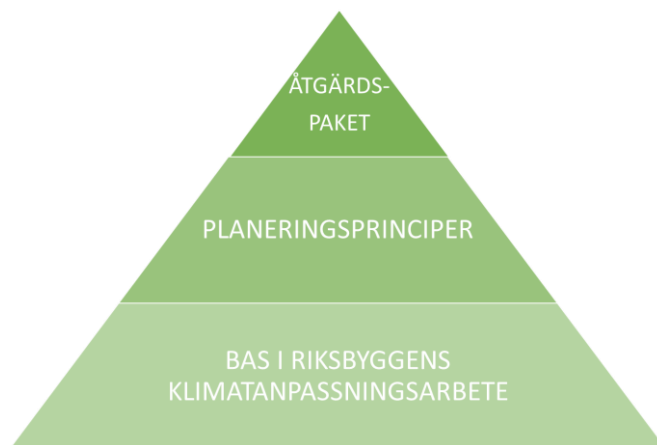 ÅTGÄRDS-
PAKET
PLANERINGSPRINCIPER
BAS I RIKSBYGGENS
KLIMATANPASSNINGSARBETE